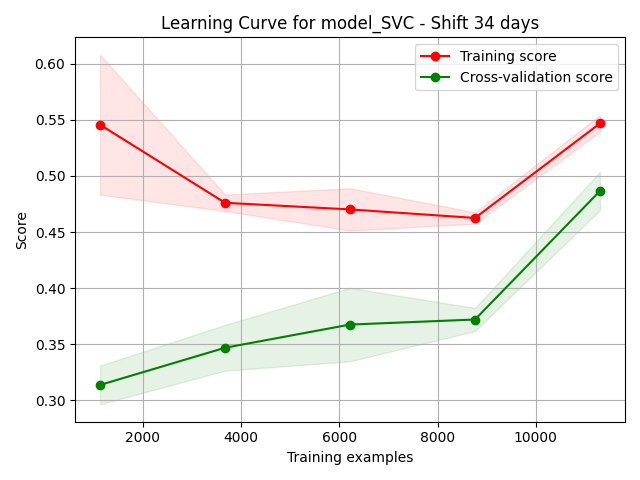 Learning Curve for model_SVC - Shift 34 days
Training score
Cross-validation score
0.60
0.55
0.50
0.45
0.40
0.35
0.30
Score
2000 4000 6000 8000 10000
Training examples